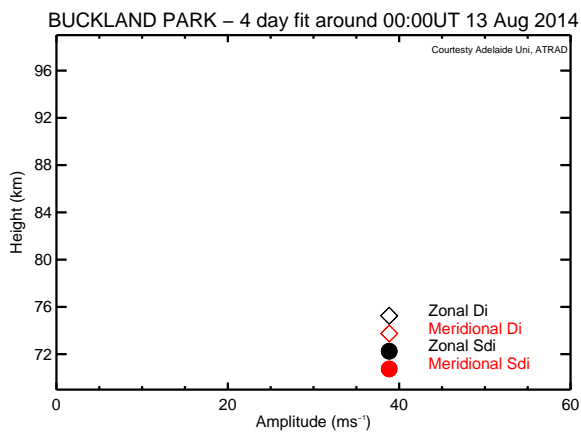 BUCKLAND PARK – 4 day fit around 00:00UT 13 Aug 2014
Courtesty Adelaide Uni, ATRAD
96
92
88
84
80
76
72
Height (km)
Zonal Di
Meridional Di
Zonal Sdi
Meridional Sdi
0 20 40 60
Amplitude (ms⁻¹)